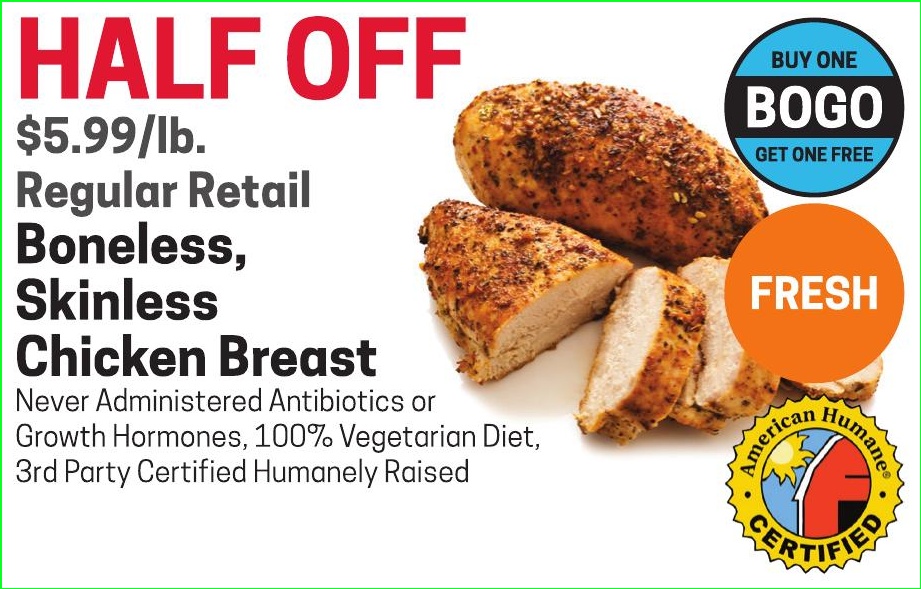 HALF OFF
$5.99/lb.
Regular Retail
Boneless,
Skinless
Chicken Breast
Never Administered Antibiotics or
Growth Hormones, 100% Vegetarian Diet,
3rd Party Certified Humanely Raised
BUY ONE
BOGO
GET ONE FREE
FRESH
American Humane®
CERTIFIED